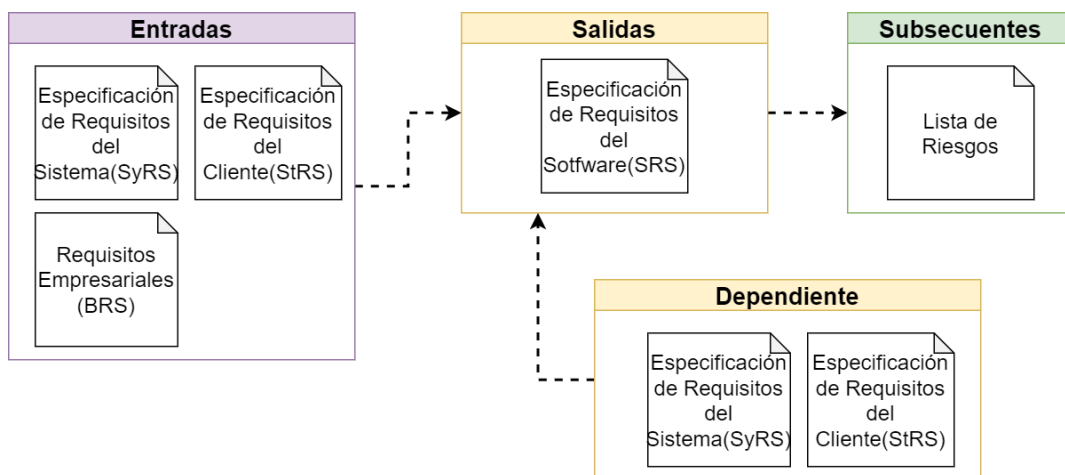 Entradas
Especificación
de Requisitos
del
Sistema(SyRS)
Especificación
de Requisitos
del
Cliente(StRS)
Requisitos
Empresariales
(BRS)
Salidas
Especificación
de Requisitos
del
Sotfware(SRS)
Subsecuentes
Lista de
Riesgos
Dependiente
Especificación
de Requisitos
del
Sistema(SyRS)
Especificación
de Requisitos
del
Cliente(StRS)